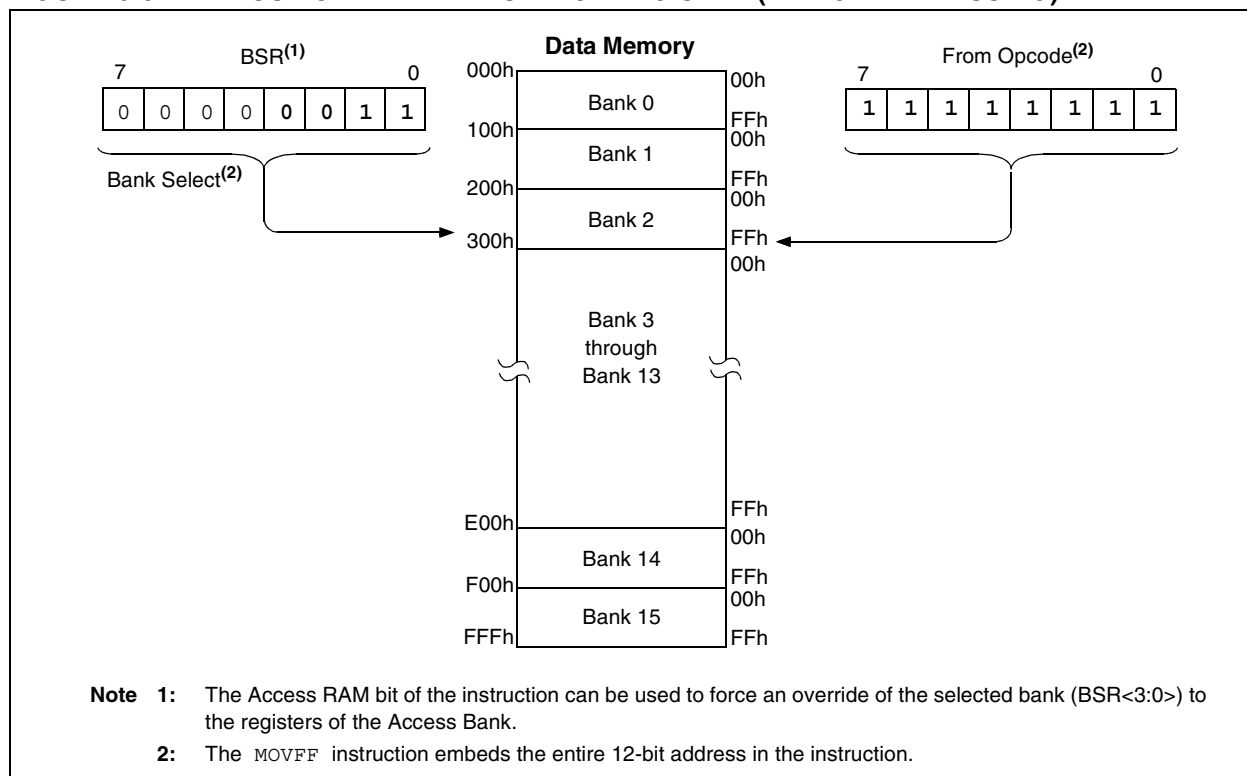 Data Memory
BSR(1)
From Opcode(2)
7 0
7 0
0 0 0 0 0 0 1 1
1 1 1 1 1 1 1 1
Bank Select(2)
000h
100h
200h
300h
E00h
F00h
FFFh
Bank 0
Bank 1
Bank 2
Bank 3
through
Bank 13
Bank 14
Bank 15
00h
FFh
00h
FFh
00h
FFh
00h
FFh
00h
FFh
00h
FFh
Note 1: The Access RAM bit of the instruction can be used to force an override of the selected bank (BSR<3:0>) to
the registers of the Access Bank.
2: The MOVFF instruction embeds the entire 12-bit address in the instruction.